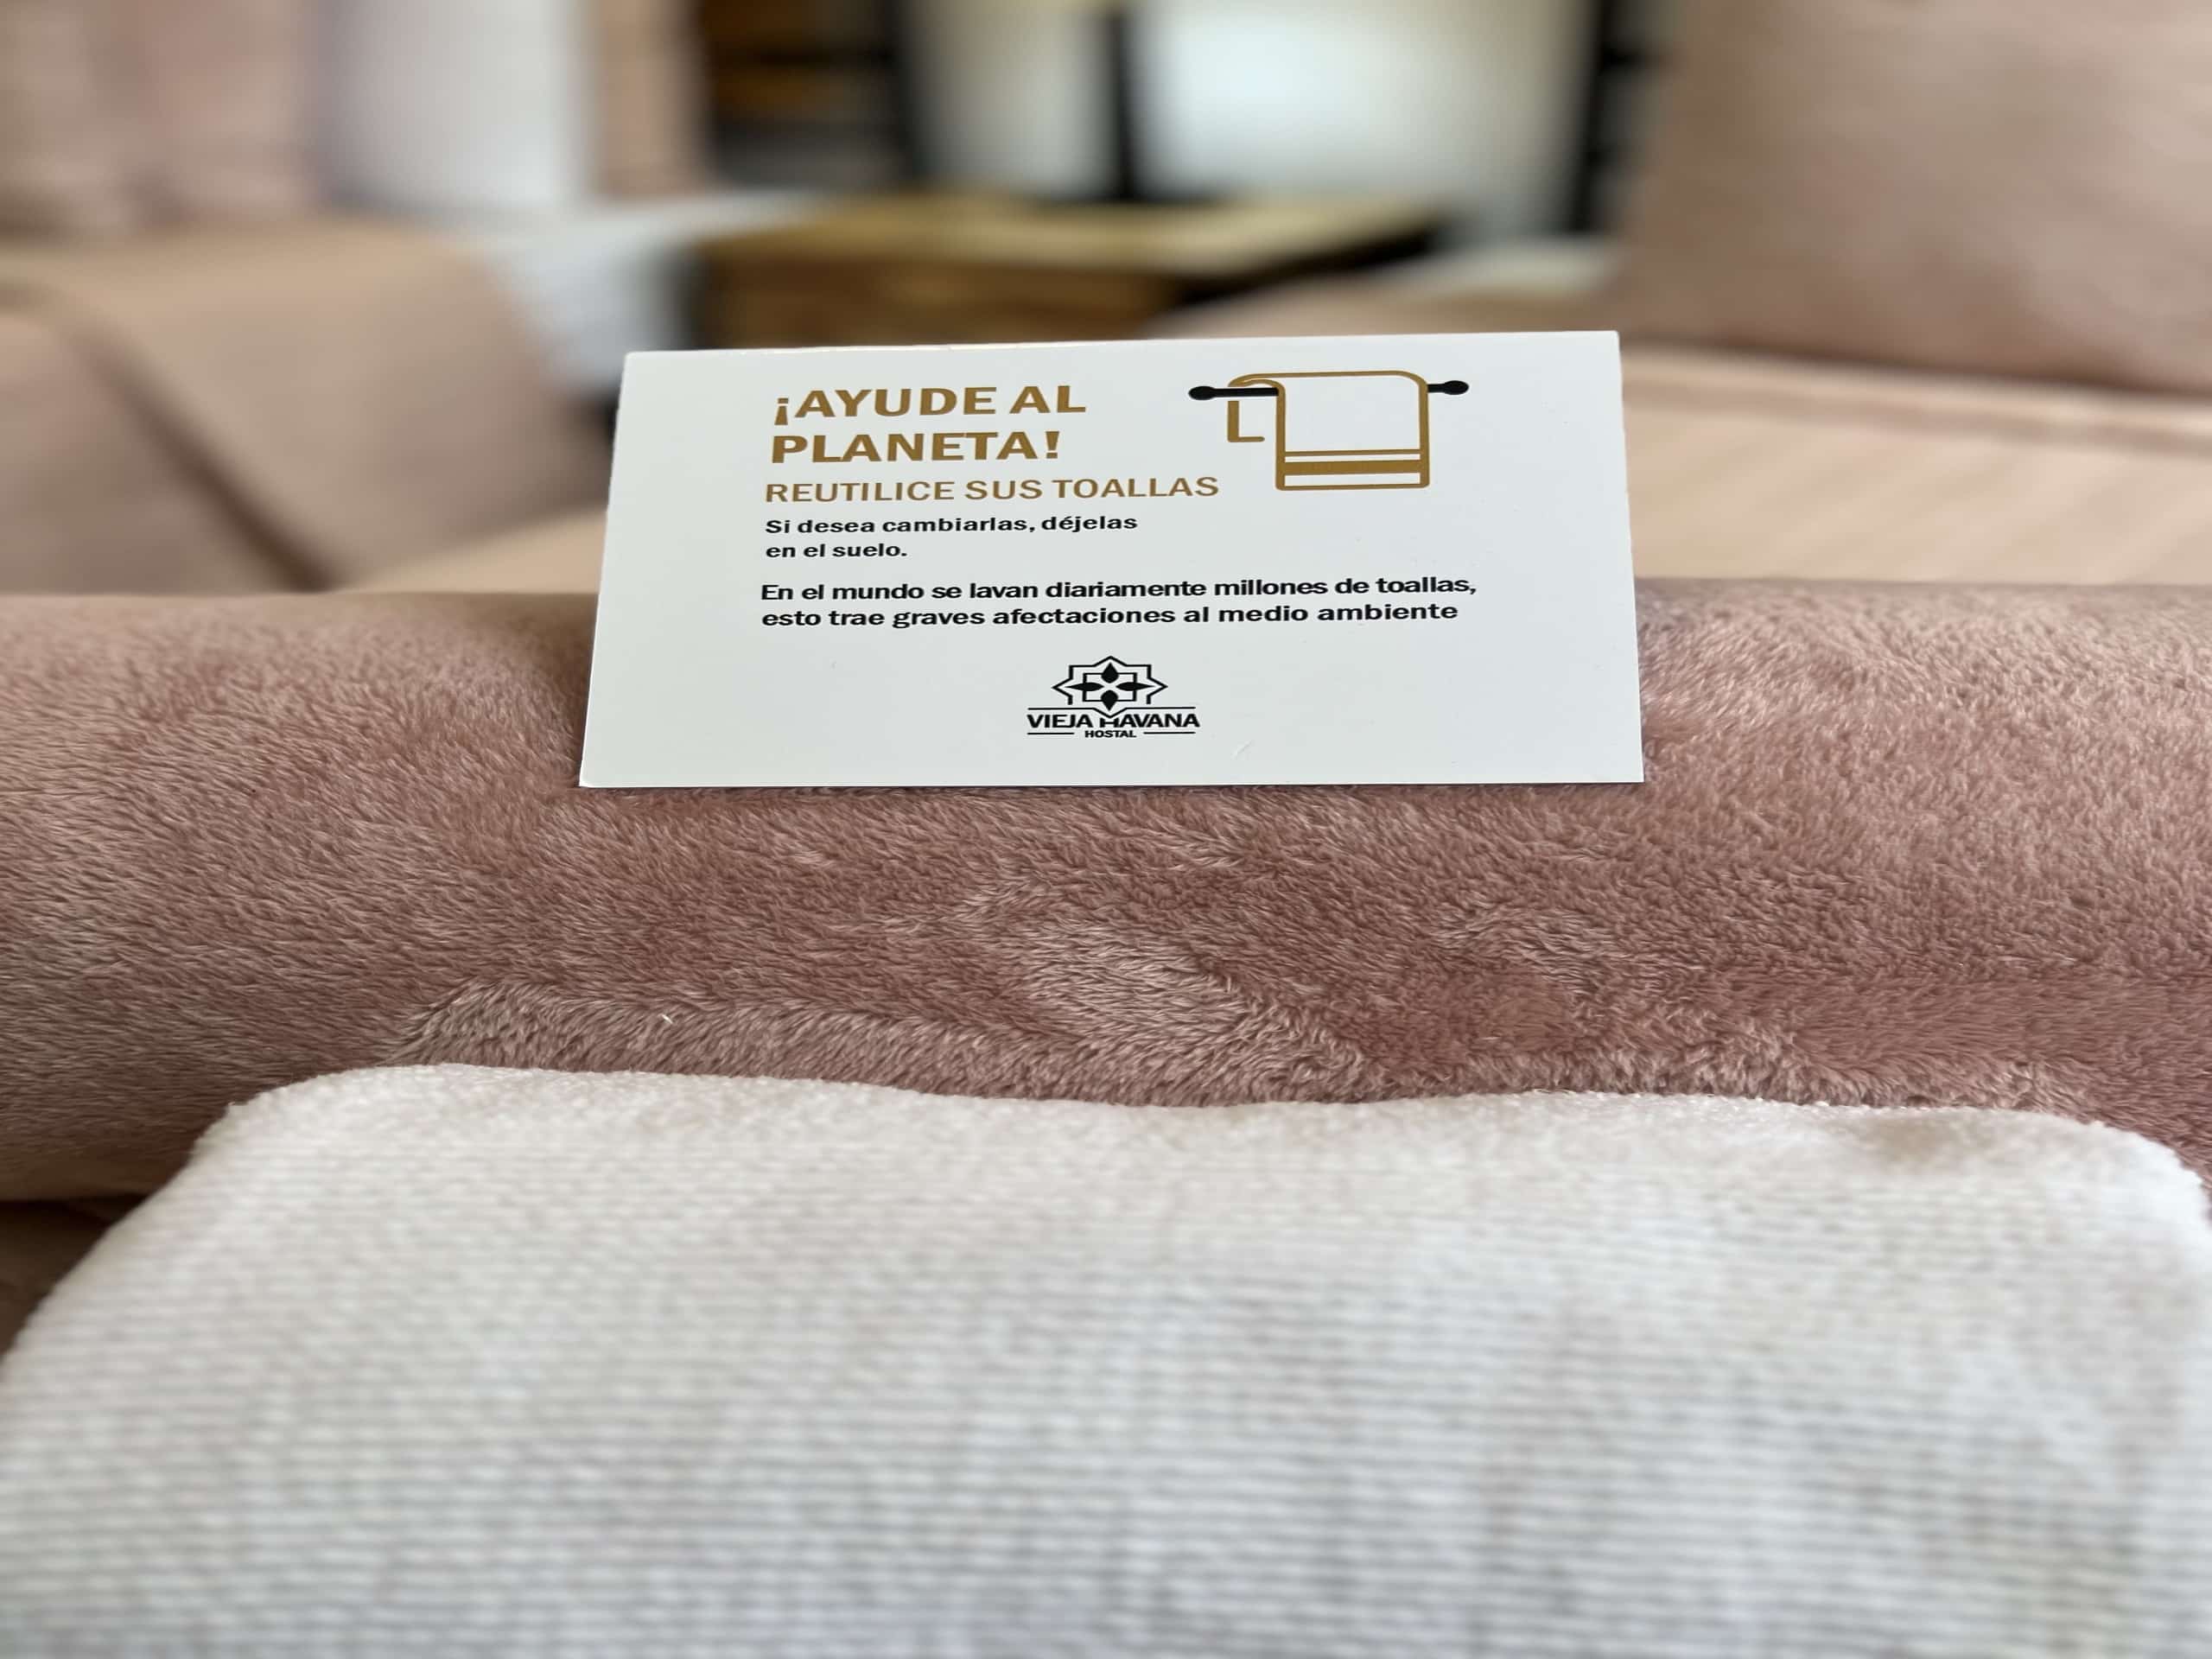 ¡AYUDE AL
PLANETA!
REUTILICE SUS TOALLAS
Si desea cambiarlas, déjelas
en el suelo.
En el mundo se lavan diariamente millones de toallas,
esto trae graves afectaciones al medio ambiente
VIEJA HAVANA
HOSTAL